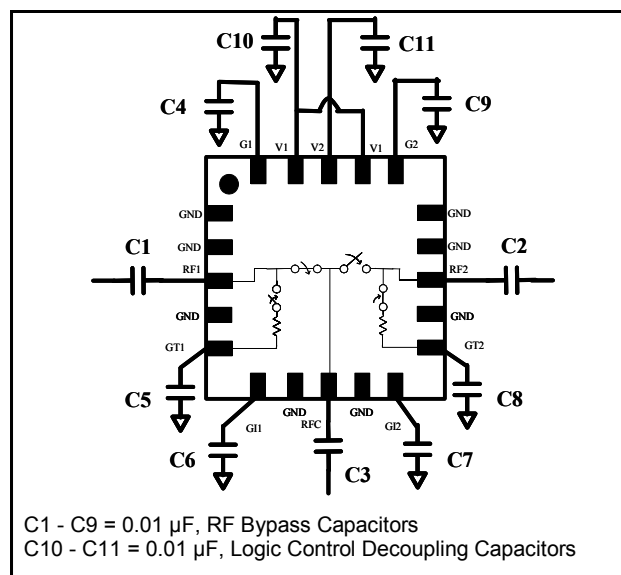 C10
C11
C4
C9
G1
V1
V2
V1
G2
GND
GND
GND
GND
C1
C2
RF1
RF2
GND
GND
GT1
GT2
C5
C8
GI1
GND
RFC
GND
GI2
C6
C3
C7
C1 - C9 = 0.01 µF, RF Bypass Capacitors
C10 - C11 = 0.01 µF, Logic Control Decoupling Capacitors